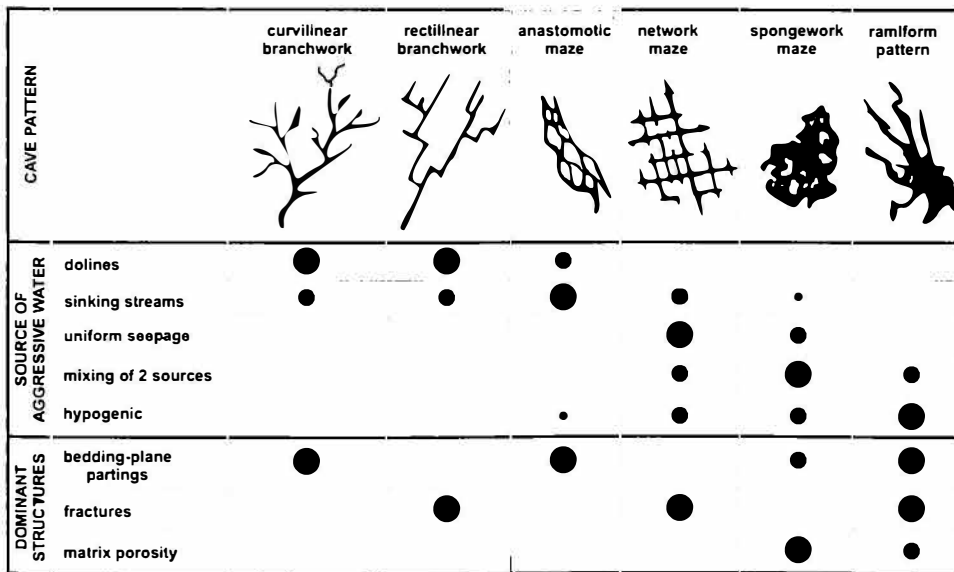 curvilinear branchwork
rectilinear branchwork
anastomotic maze
network maze
spongework maze
ramiform pattern
CAVE PATTERN
SOURCE OF AGGRESSIVE WATER
dolines
sinking streams
uniform seepage
mixing of 2 sources
hypogenic
DOMINANT STRUCTURES
bedding-plane
partings
fractures
matrix porosity